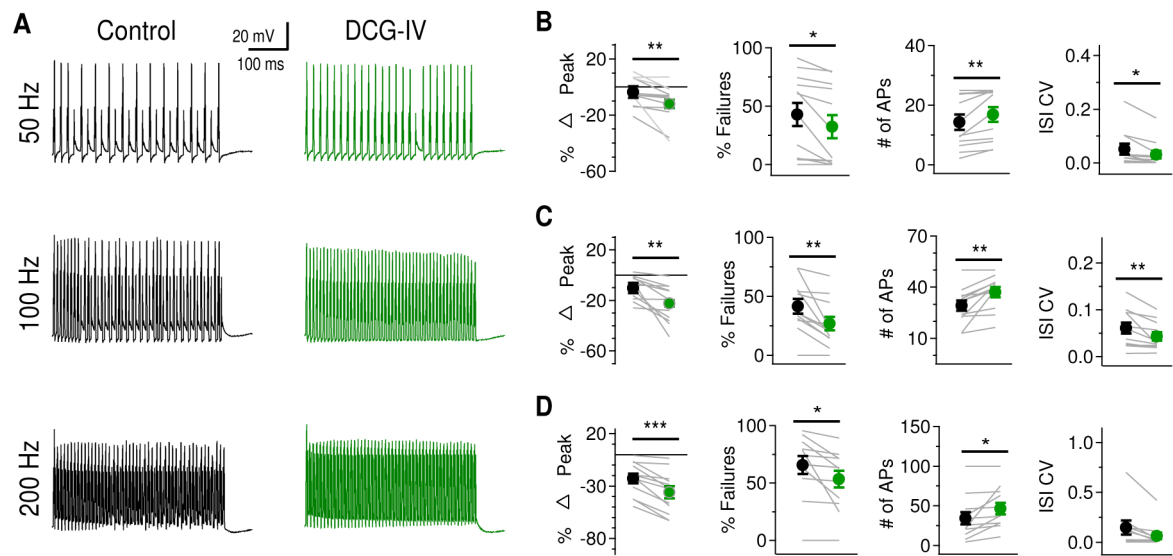 A
Control
20 mV
100 ms
DCG-IV
50 Hz
100 Hz
200 Hz
B
% Δ Peak
20
-20
-60
**
% Failures
100
50
0
*
# of APs
40
20
0
**
ISI CV
0.4
0.2
0.0
*
C
% Δ Peak
20
-20
-60
**
% Failures
100
50
0
**
# of APs
70
50
30
10
**
ISI CV
0.2
0.1
0.0
**
D
% Δ Peak
20
-30
-80
***
% Failures
100
50
0
*
# of APs
150
100
50
0
*
ISI CV
1.0
0.5
0.0